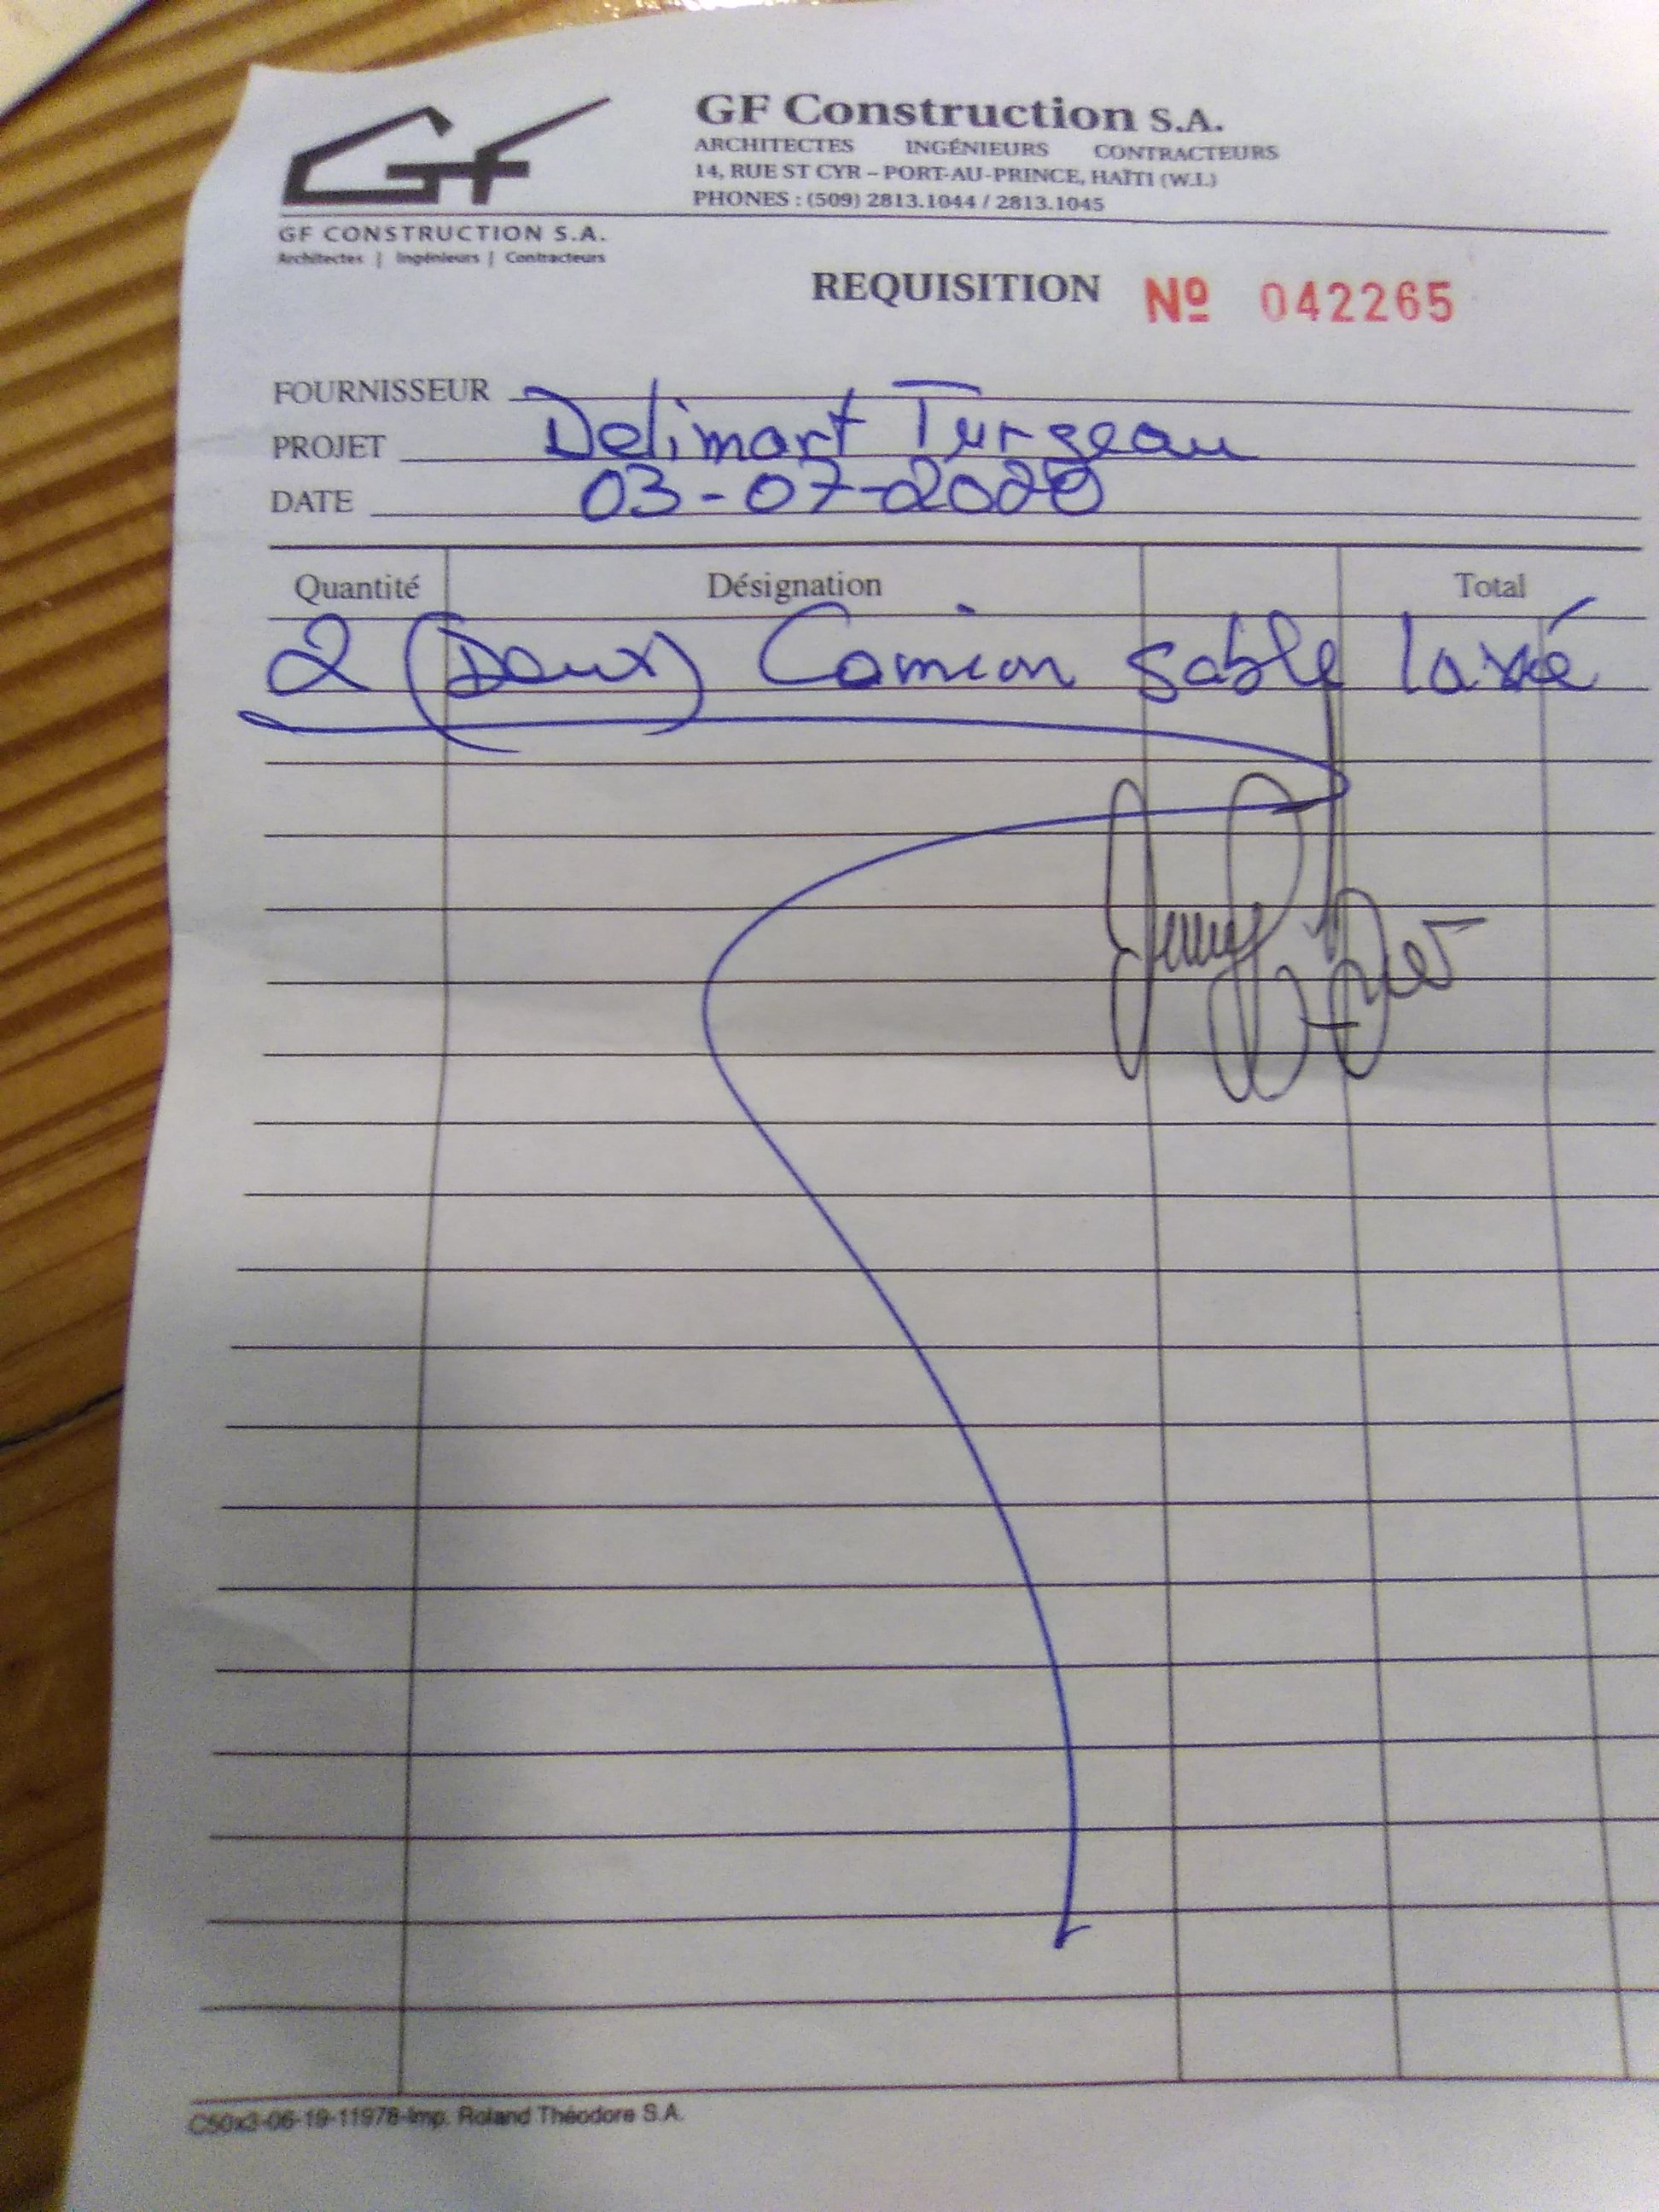 GF Construction S.A.
ARCHITECTES INGÉNIEURS CONTRACTEURS
14, RUE ST CYR – PORT-AU-PRINCE, HAÏTI (W.I.)
PHONES : (509) 2813.1044 / 2813.1045
GF CONSTRUCTION S.A.
Architectes | Ingénieurs | Contracteurs
REQUISITION Nº 042265
FOURNISSEUR
PROJET Delimart Turgeau
DATE 03-07-2020
Quantité Désignation Total
2 (Deux) Camion sable lavé
C50x3-06-19-11978-Imp. Roland Théodore S.A.